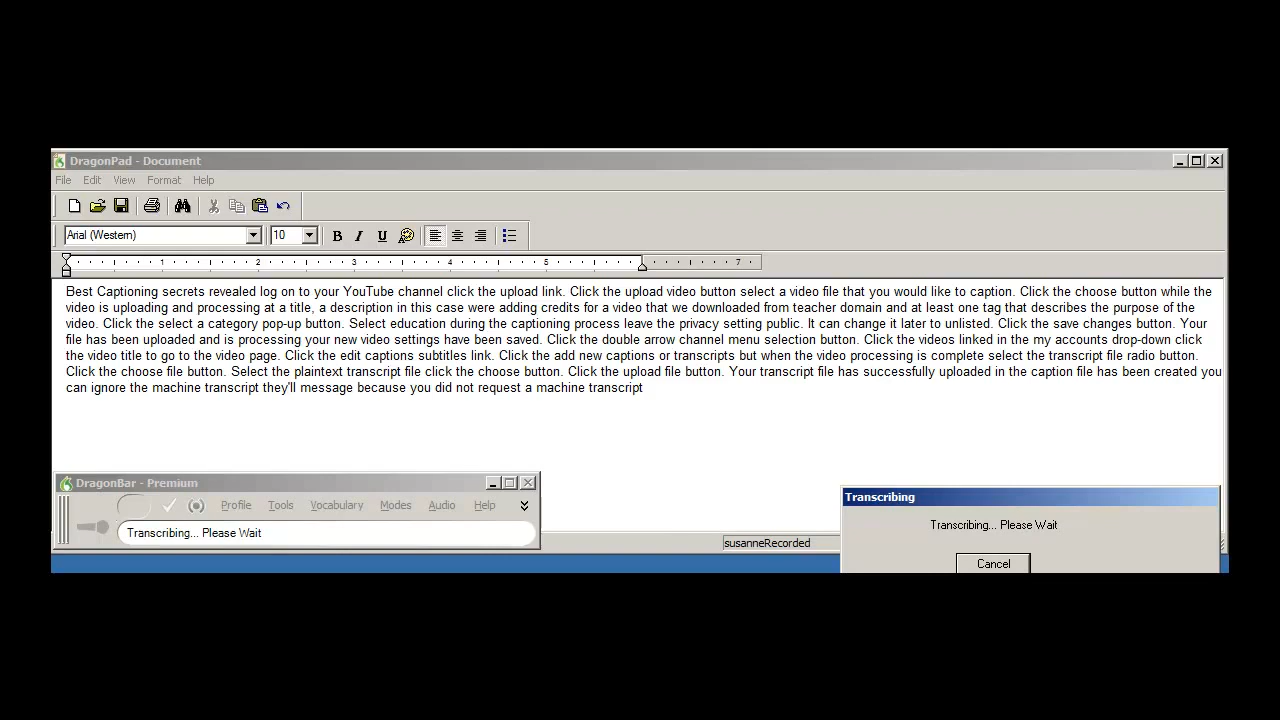 DragonPad - Document
File Edit View Format Help
Arial (Western) 10 B I U
1 2 3 4 5 7
Best Captioning secrets revealed log on to your YouTube channel click the upload link. Click the upload video button select a video file that you would like to caption. Click the choose button while the
video is uploading and processing at a title, a description in this case were adding credits for a video that we downloaded from teacher domain and at least one tag that describes the purpose of the
video. Click the select a category pop-up button. Select education during the captioning process leave the privacy setting public. It can change it later to unlisted. Click the save changes button. Your
file has been uploaded and is processing your new video settings have been saved. Click the double arrow channel menu selection button. Click the videos linked in the my accounts drop-down click
the video title to go to the video page. Click the edit captions subtitles link. Click the add new captions or transcripts but when the video processing is complete select the transcript file radio button.
Click the choose file button. Select the plaintext transcript file click the choose button. Click the upload file button. Your transcript file has successfully uploaded in the caption file has been created you
can ignore the machine transcript they'll message because you did not request a machine transcript
DragonBar - Premium
Profile Tools Vocabulary Modes Audio Help
Transcribing... Please Wait
susanneRecorded
Transcribing
Transcribing... Please Wait
Cancel